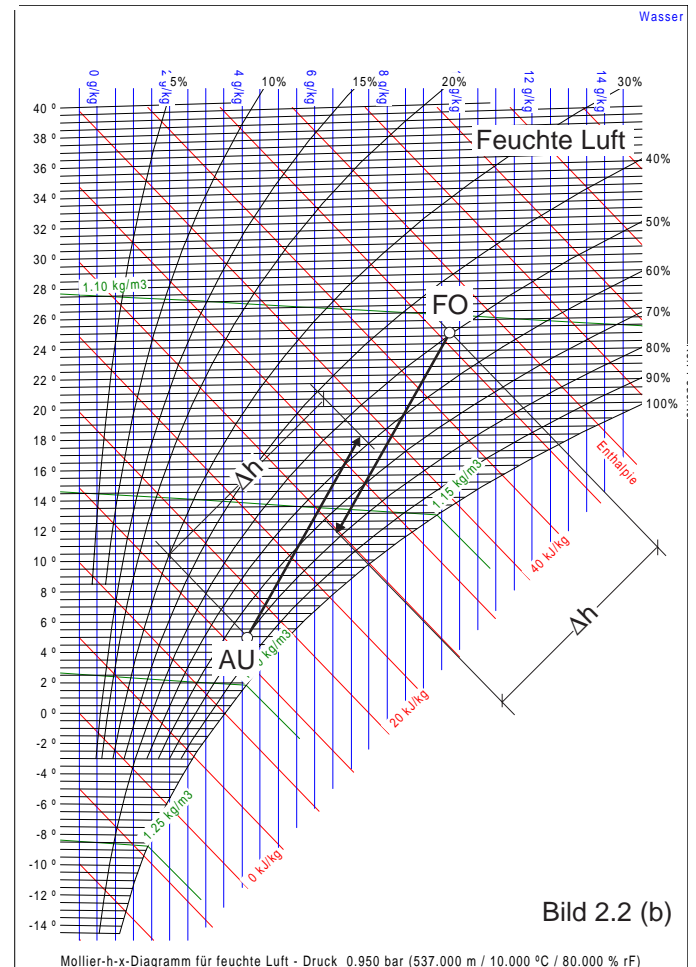 Wasser
0 g/kg
2
5%
4 g/kg
10%
6 g/kg
15%
8 g/kg
20%
g/kg
12 g/kg
14 g/kg
30%
40 °
38 °
36 °
34 °
32 °
30 °
28 °
26 °
24 °
22 °
20 °
18 °
16 °
14 °
12 °
10 °
8 °
6 °
4 °
2 °
0 °
-2 °
-4 °
-6 °
-8 °
-10 °
-12 °
-14 °
Feuchte Luft
40%
50%
60%
70%
80%
90%
100%
1.10 kg/m3
FO
Δh
Enthalpie
1.15 kg/m3
40 kJ/kg
AU
kg/m3
Δh
20 kJ/kg
1.25 kg/m3
0 kJ/kg
Bild 2.2 (b)
Mollier-h-x-Diagramm für feuchte Luft - Druck 0.950 bar (537.000 m / 10.000 ºC / 80.000 % rF)